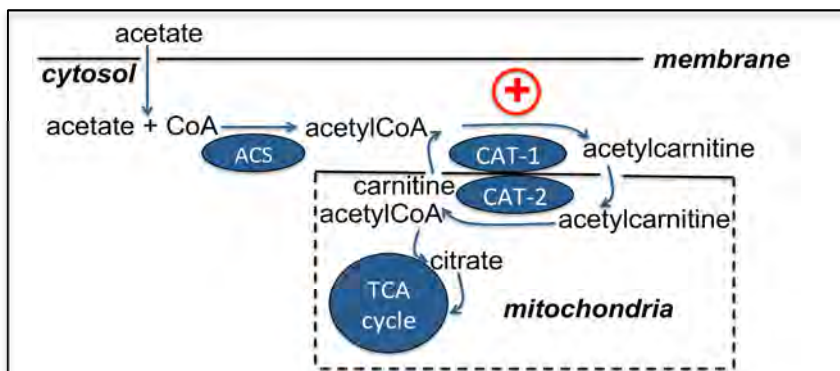 acetate
cytosol
membrane
acetate + CoA
ACS
acetylCoA
+
CAT-1
acetylcarnitine
carnitine
CAT-2
acetylCoA
acetylcarnitine
citrate
TCA
cycle
mitochondria